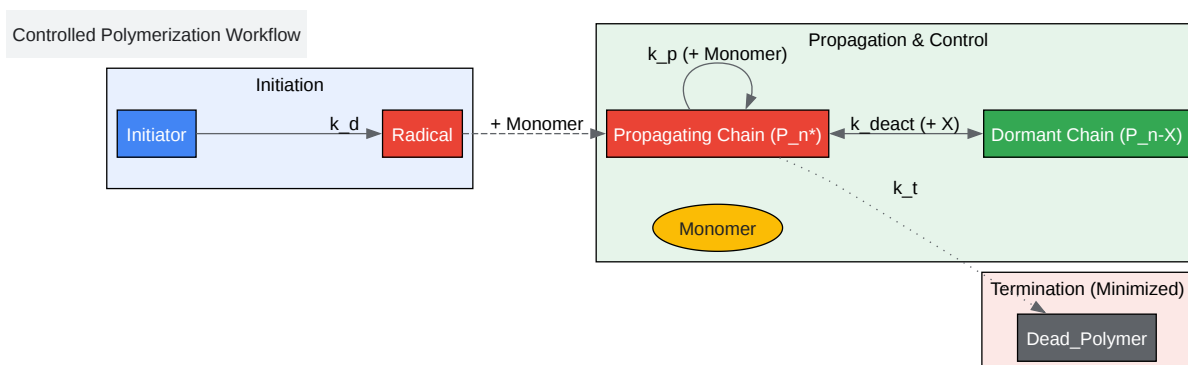 Controlled Polymerization Workflow
Initiation
Initiator
k_d
Radical
+ Monomer
Propagation & Control
k_p (+ Monomer)
Propagating Chain (P_n*)
k_deact (+ X)
Dormant Chain (P_n-X)
k_t
Monomer
Termination (Minimized)
Dead_Polymer